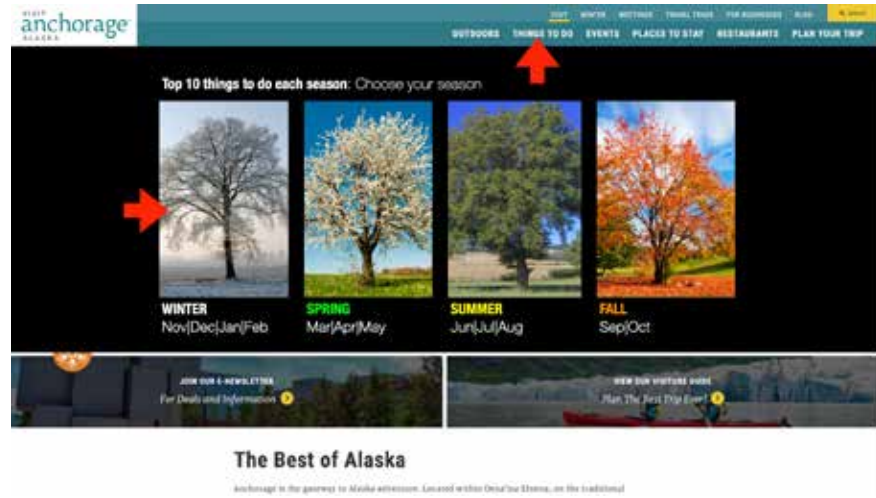 VISIT
anchorage
ALASKA
VISIT WINTER MEETINGS TRAVEL TRADE FOR BUSINESSES BLOG
OUTDOORS THINGS TO DO EVENTS PLACES TO STAY RESTAURANTS PLAN YOUR TRIP
Top 10 things to do each season: Choose your season
WINTER SPRING SUMMER FALL
Nov|Dec|Jan|Feb Mar|Apr|May Jun|Jul|Aug Sep|Oct
JOIN OUR E-NEWSLETTER VIEW OUR VISITORS GUIDE
For Deals and Information Plan The Best Trip Ever!
The Best of Alaska
Anchorage is the gateway to Alaska adventure. Located within Dena'ina Elnena, on the traditional